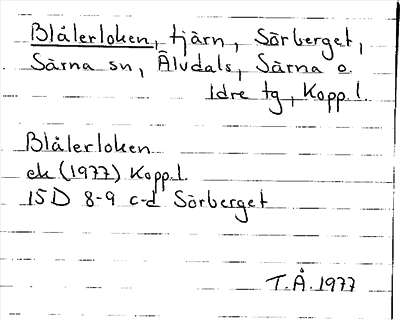 Blålerloken, tjärn, Sörberget,
Särna sn, Älvdals, Särna o.
Idre tg, Kopp. l.
Blålerloken
ek (1977) Kopp.l.
15D 8-9 c-d Sörberget
T.Å. 1977